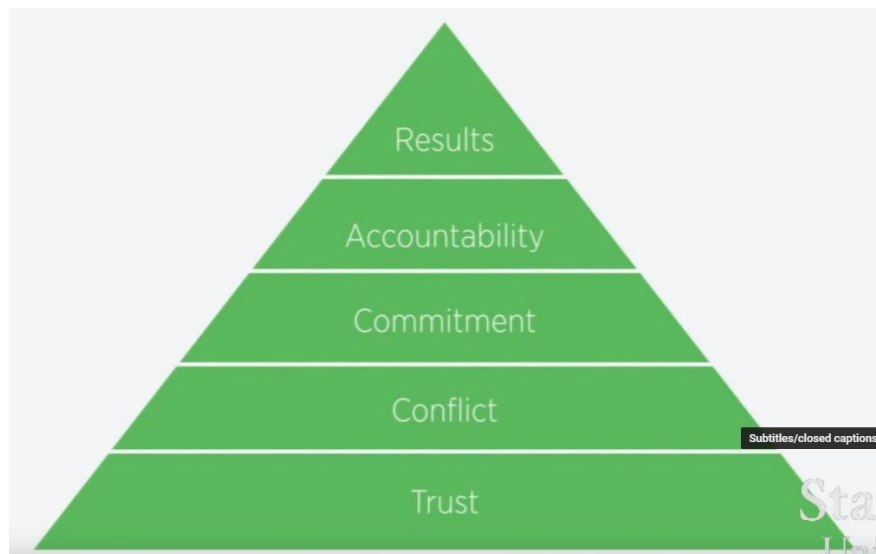 Results
Accountability
Commitment
Conflict
Subtitles/closed captions
Trust